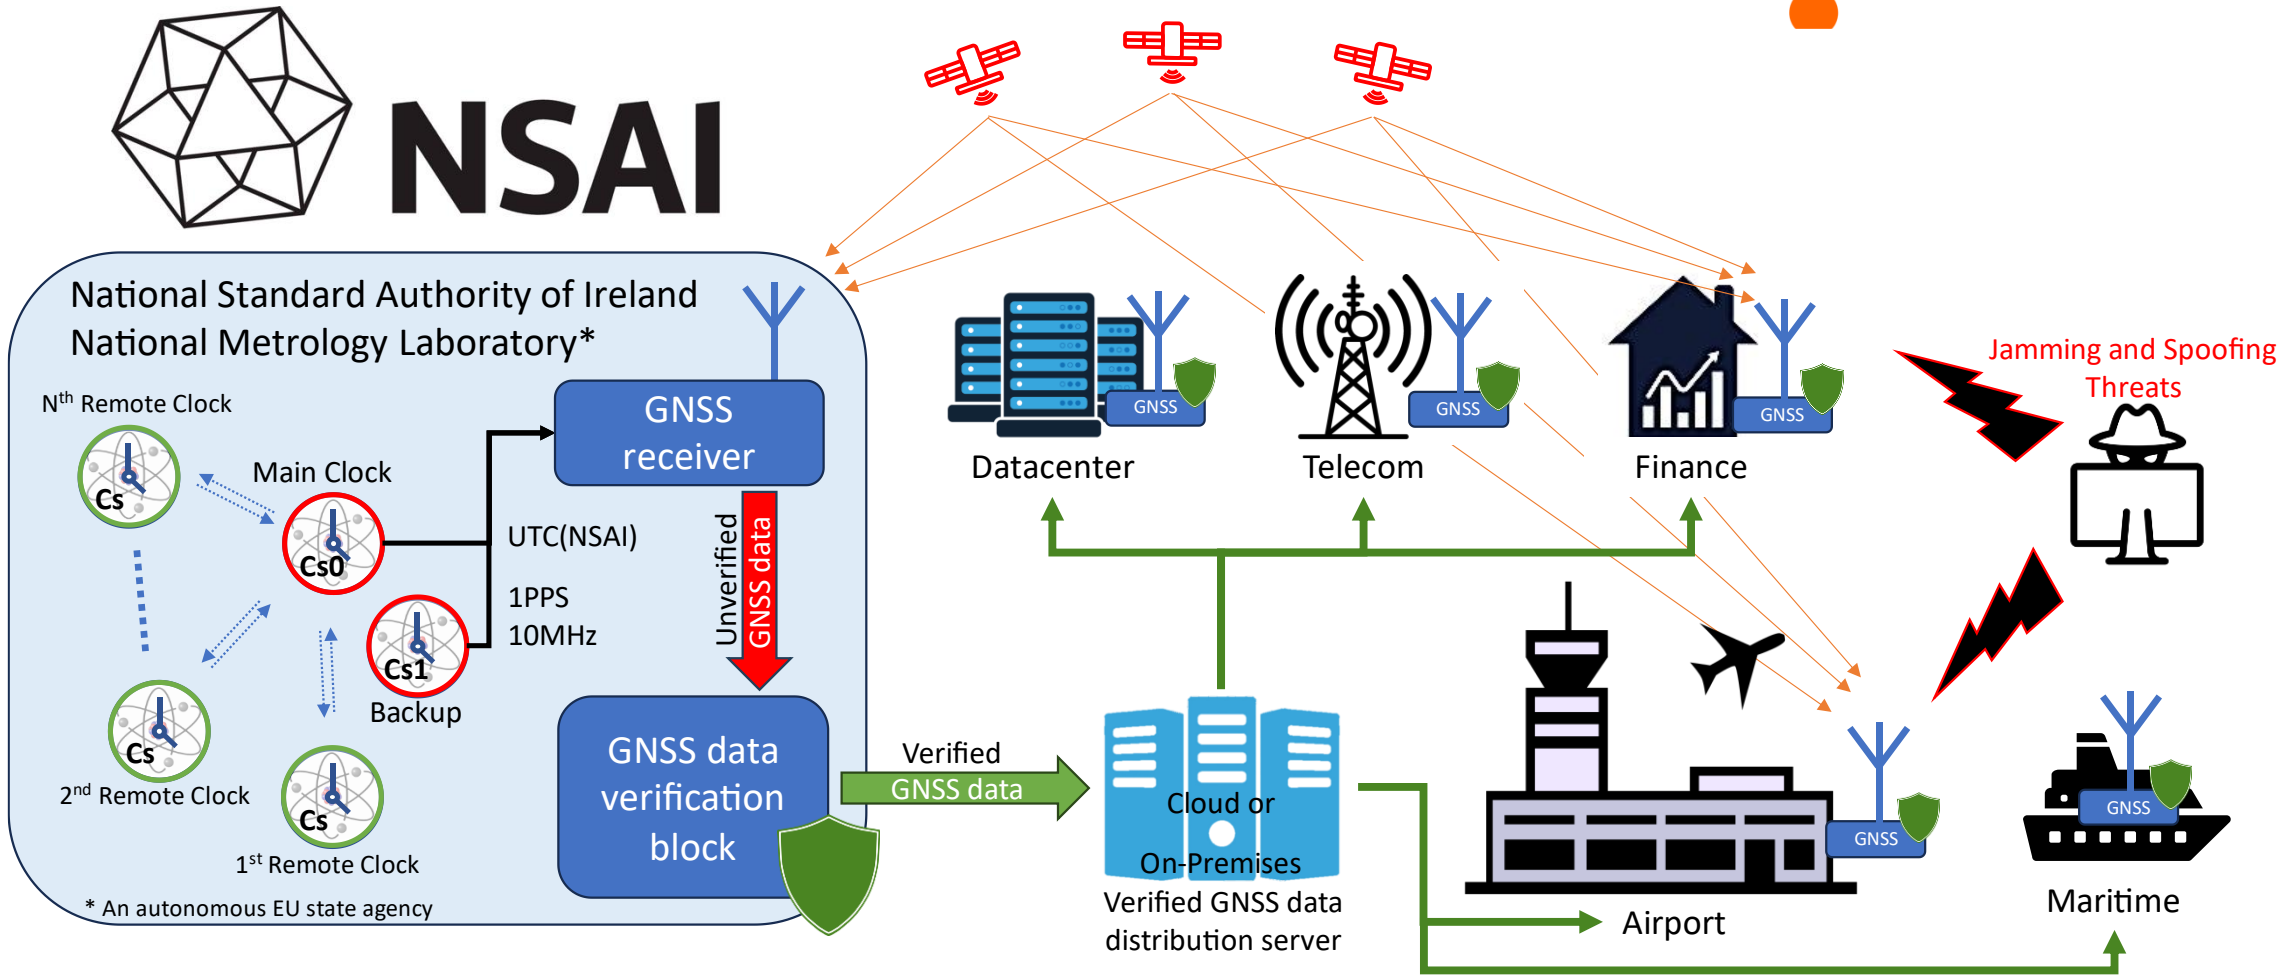 NSAI
National Standard Authority of Ireland
National Metrology Laboratory*
Nth Remote Clock
Cs
Main Clock
Cs0
Cs1
Backup
Cs
2nd Remote Clock
Cs
1st Remote Clock
* An autonomous EU state agency
UTC(NSAI)
1PPS
10MHz
GNSS
receiver
Unverified
GNSS data
GNSS data
verification
block
Verified
GNSS data
Cloud or
On-Premises
Verified GNSS data
distribution server
GNSS
Datacenter
GNSS
Telecom
GNSS
Finance
Jamming and Spoofing
Threats
GNSS
Airport
GNSS
Maritime